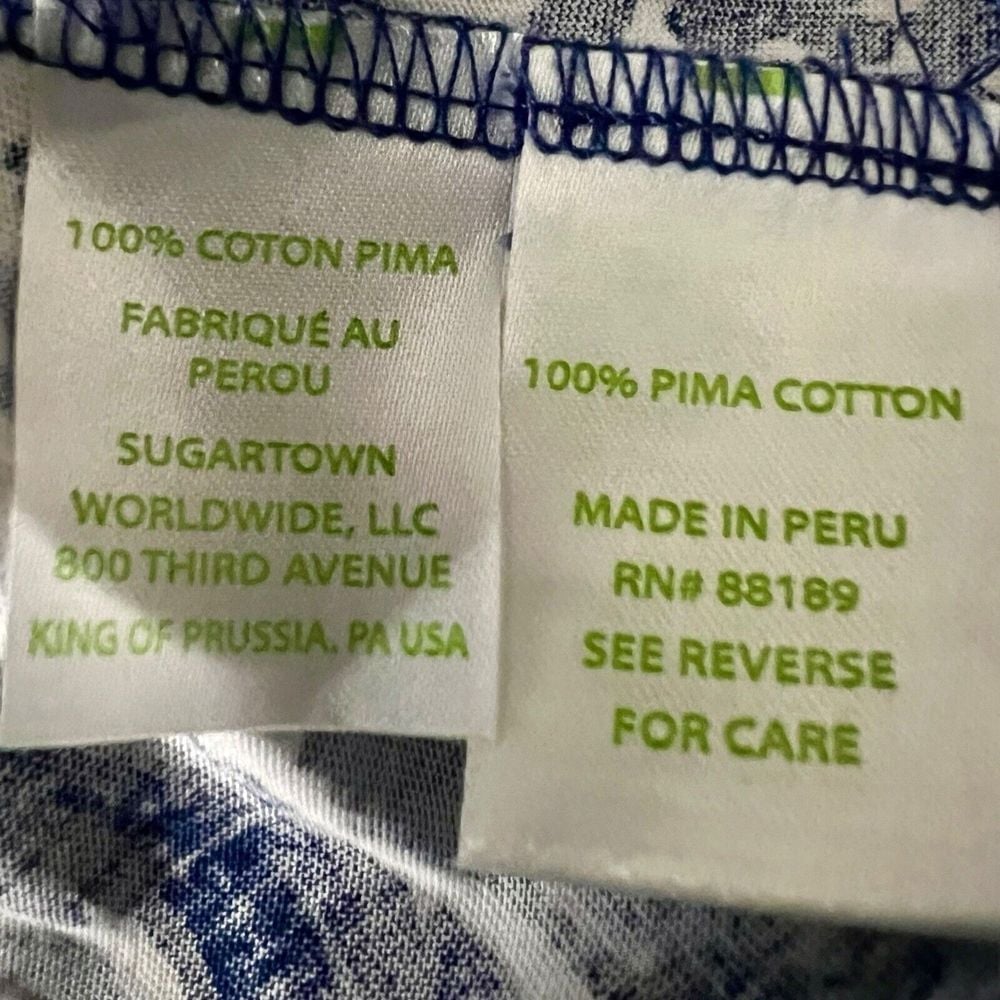 100% COTON PIMA
FABRIQUÉ AU
PEROU
SUGARTOWN
WORLDWIDE, LLC
800 THIRD AVENUE
KING OF PRUSSIA. PA USA
100% PIMA COTTON
MADE IN PERU
RN# 88189
SEE REVERSE
FOR CARE